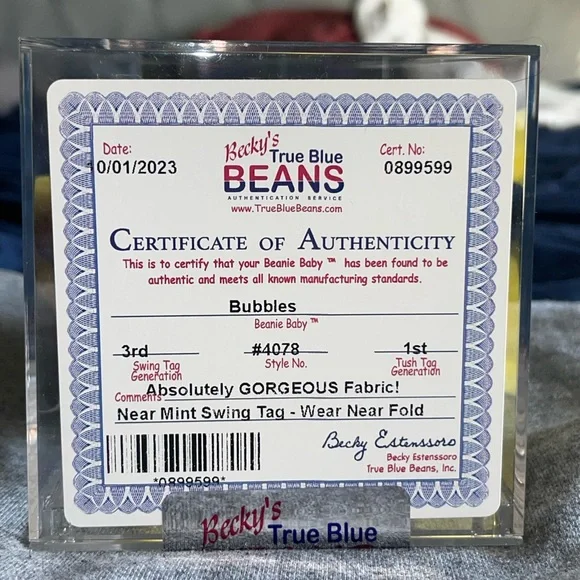 Date:
10/01/2023
Becky's
True Blue
BEANS
AUTHENTICATION SERVICE
www.TrueBlueBeans.com
Cert. No:
0899599
CERTIFICATE OF AUTHENTICITY
This is to certify that your Beanie Baby ™ has been found to be
authentic and meets all known manufacturing standards.
Bubbles
Beanie Baby ™
3rd #4078 1st
Swing Tag Style No. Tush Tag
Generation Generation
Absolutely GORGEOUS Fabric!
Comments
Near Mint Swing Tag - Wear Near Fold
Becky Estenssoro
Becky Estenssoro
True Blue Beans, Inc.
*0899599*
Becky's
True Blue